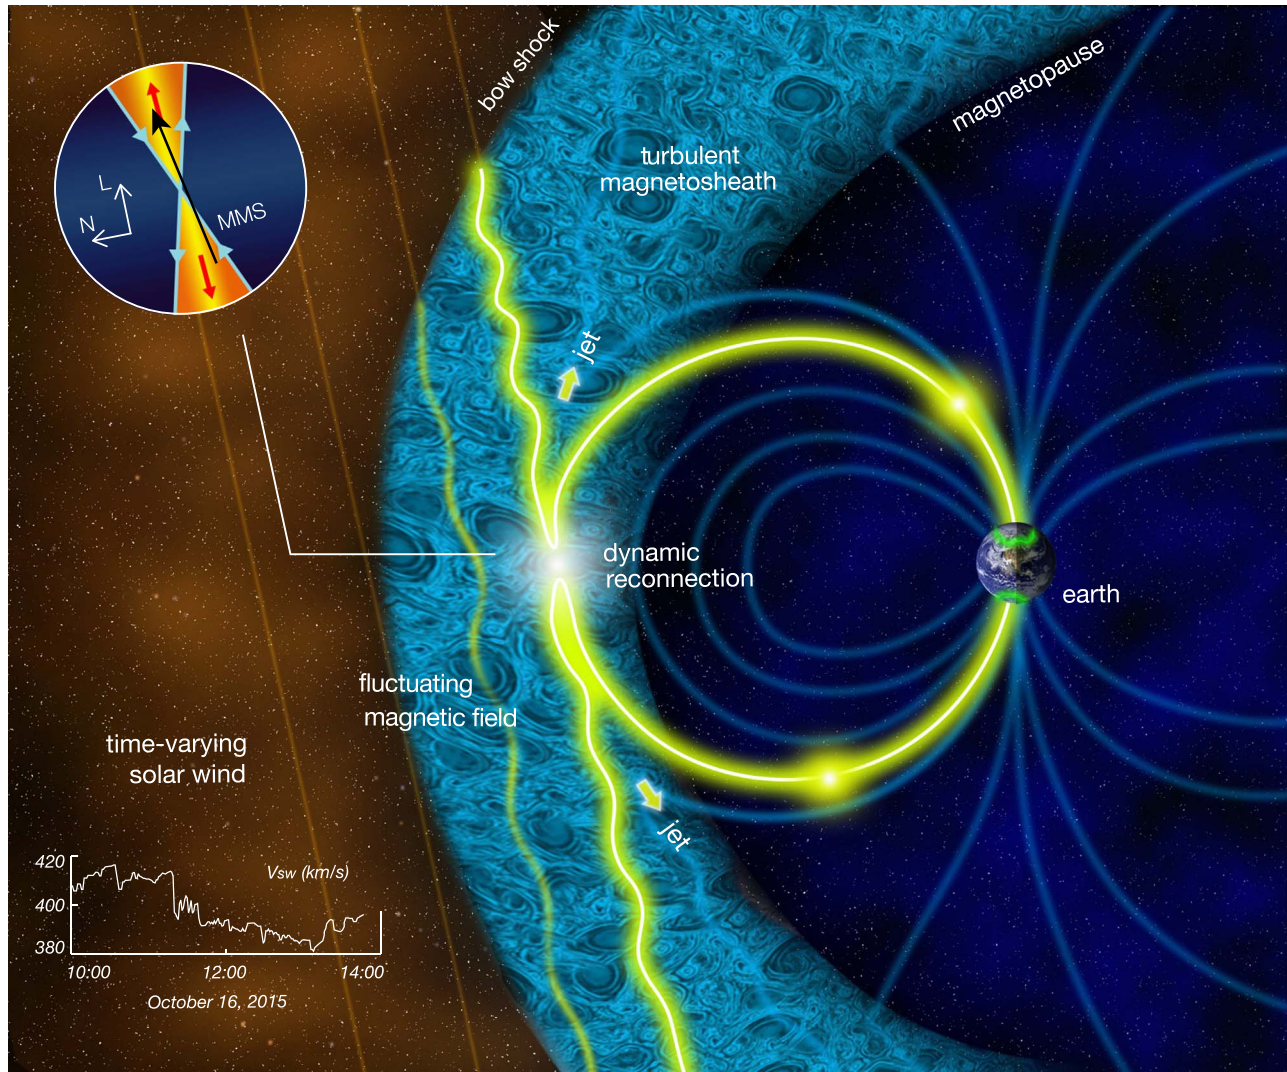 bow shock
magnetopause
turbulent
magnetosheath
L
N
MMS
jet
dynamic
reconnection
earth
fluctuating
magnetic field
time-varying
solar wind
jet
420
400
380
Vsw (km/s)
10:00 12:00 14:00
October 16, 2015